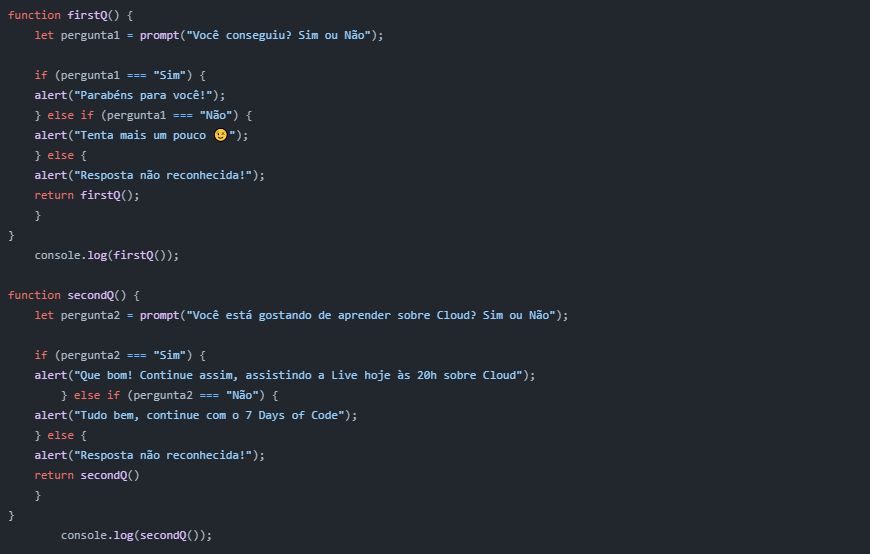 function firstQ() {
    let pergunta1 = prompt("Você conseguiu? Sim ou Não");

    if (pergunta1 === "Sim") {
    alert("Parabéns para você!");
    } else if (pergunta1 === "Não") {
    alert("Tenta mais um pouco 😉");
    } else {
    alert("Resposta não reconhecida!");
    return firstQ();
    }
}
    console.log(firstQ());

function secondQ() {
    let pergunta2 = prompt("Você está gostando de aprender sobre Cloud? Sim ou Não");

    if (pergunta2 === "Sim") {
    alert("Que bom! Continue assim, assistindo a Live hoje às 20h sobre Cloud");
        } else if (pergunta2 === "Não") {
    alert("Tudo bem, continue com o 7 Days of Code");
    } else {
    alert("Resposta não reconhecida!");
    return secondQ()
    }
}
        console.log(secondQ());